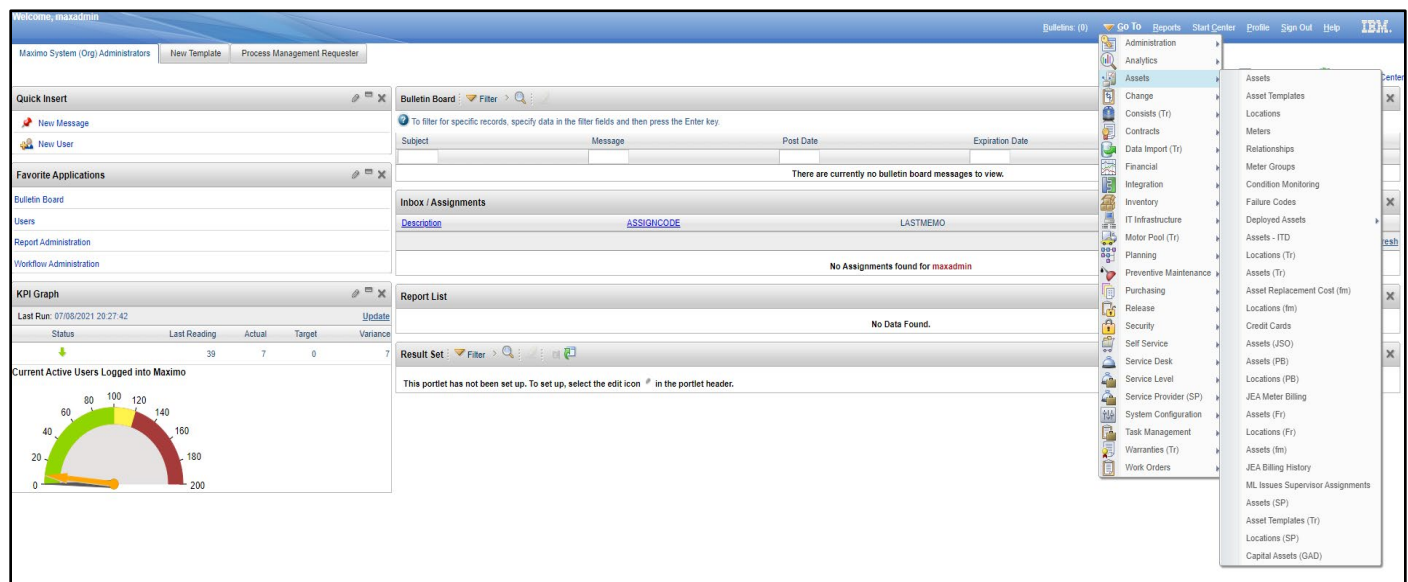 Welcome, maxadmin
Bulletins: (0) Go To Reports Start Center Profile Sign Out Help IBM.
Maximo System (Org) Administrators New Template Process Management Requester
Quick Insert
New Message
New User
Favorite Applications
Bulletin Board
Users
Report Administration
Workflow Administration
KPI Graph
Last Run: 07/08/2021 20:27:42 Update
Status Last Reading Actual Target Variance
39 7 0 7
Current Active Users Logged into Maximo
0 20 40 60 80 100 120 140 160 180 200
Bulletin Board Filter
To filter for specific records, specify data in the filter fields and then press the Enter key.
Subject Message Post Date Expiration Date
There are currently no bulletin board messages to view.
Inbox / Assignments
Description ASSIGNCODE LASTMEMO
No Assignments found for maxadmin
Report List
No Data Found.
Result Set Filter
This portlet has not been set up. To set up, select the edit icon in the portlet header.
Administration
Analytics
Assets
Change
Consists (Tr)
Contracts
Data Import (Tr)
Financial
Integration
Inventory
IT Infrastructure
Motor Pool (Tr)
Planning
Preventive Maintenance
Purchasing
Release
Security
Self Service
Service Desk
Service Level
Service Provider (SP)
System Configuration
Task Management
Warranties (Tr)
Work Orders
Assets
Asset Templates
Locations
Meters
Relationships
Meter Groups
Condition Monitoring
Failure Codes
Deployed Assets
Assets - ITD
Locations (Tr)
Assets (Tr)
Asset Replacement Cost (fm)
Locations (fm)
Credit Cards
Assets (JSO)
Assets (PB)
Locations (PB)
JEA Meter Billing
Assets (Fr)
Locations (Fr)
Assets (fm)
JEA Billing History
ML Issues Supervisor Assignments
Assets (SP)
Asset Templates (Tr)
Locations (SP)
Capital Assets (GAD)
Center
resh